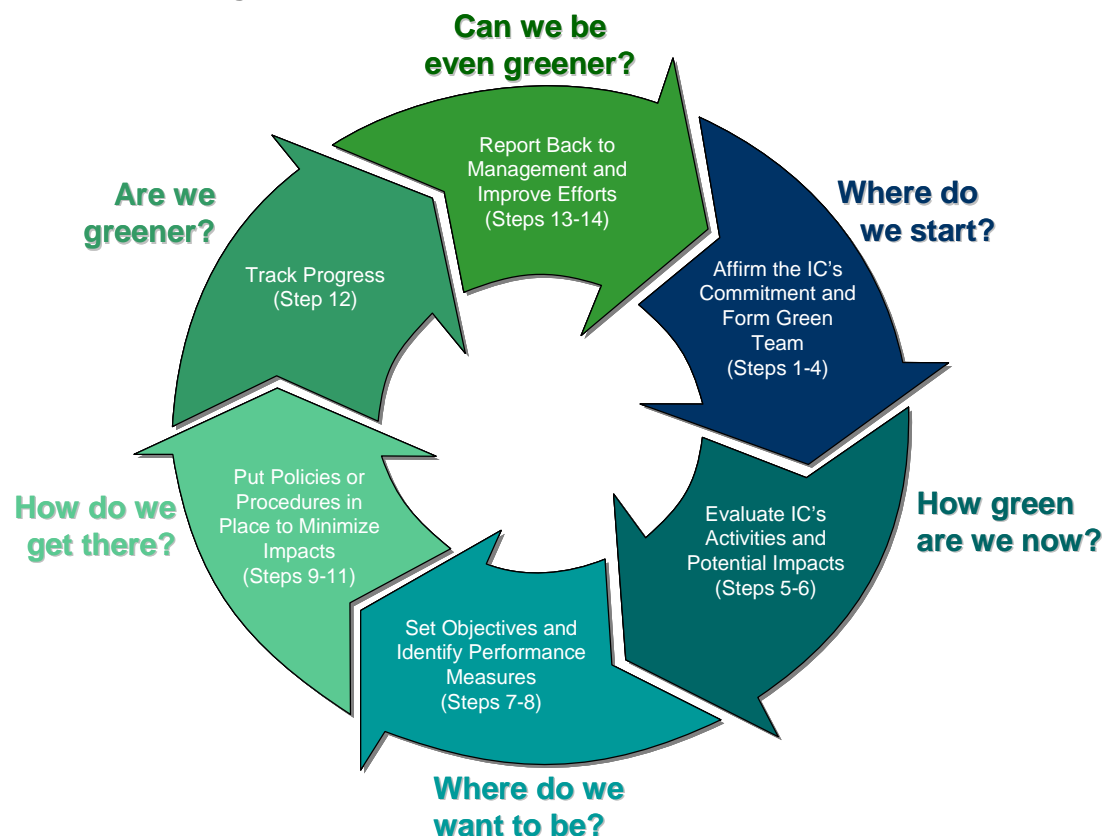 Can we be
even greener?
Report Back to
Management and
Improve Efforts
(Steps 13-14)
Where do
we start?
Affirm the IC's
Commitment and
Form Green
Team
(Steps 1-4)
How green
are we now?
Evaluate IC's
Activities and
Potential Impacts
(Steps 5-6)
Where do we
want to be?
Set Objectives and
Identify Performance
Measures
(Steps 7-8)
How do we
get there?
Put Policies or
Procedures in
Place to Minimize
Impacts
(Steps 9-11)
Are we
greener?
Track Progress
(Step 12)